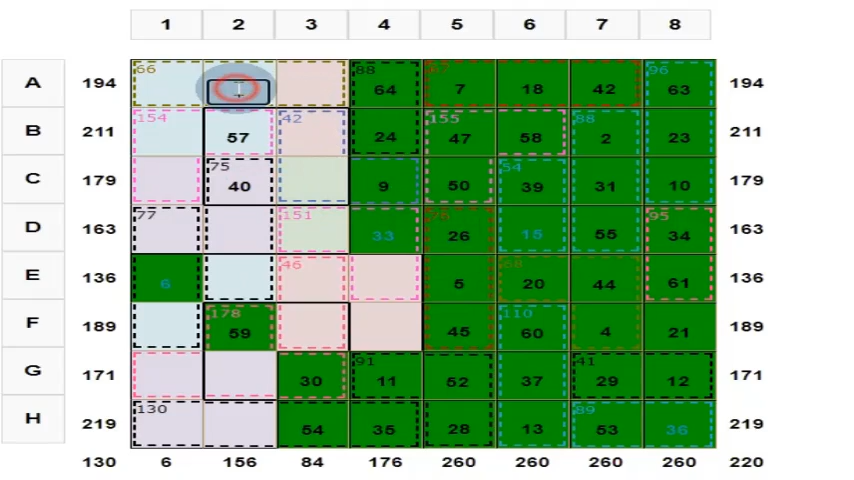 1 2 3 4 5 6 7 8
66 88 67 96
A 194 64 7 18 42 63 194
154 42 155 88
B 211 57 24 47 58 2 23 211
75 54
C 179 40 9 50 39 31 10 179
77 151 76 95
D 163 33 26 15 55 34 163
46 68
E 136 6 5 20 44 61 136
178 110
F 189 59 45 60 4 21 189
91 41
G 171 30 11 52 37 29 12 171
130 89
H 219 54 35 28 13 53 36 219
130 6 156 84 176 260 260 260 260 220